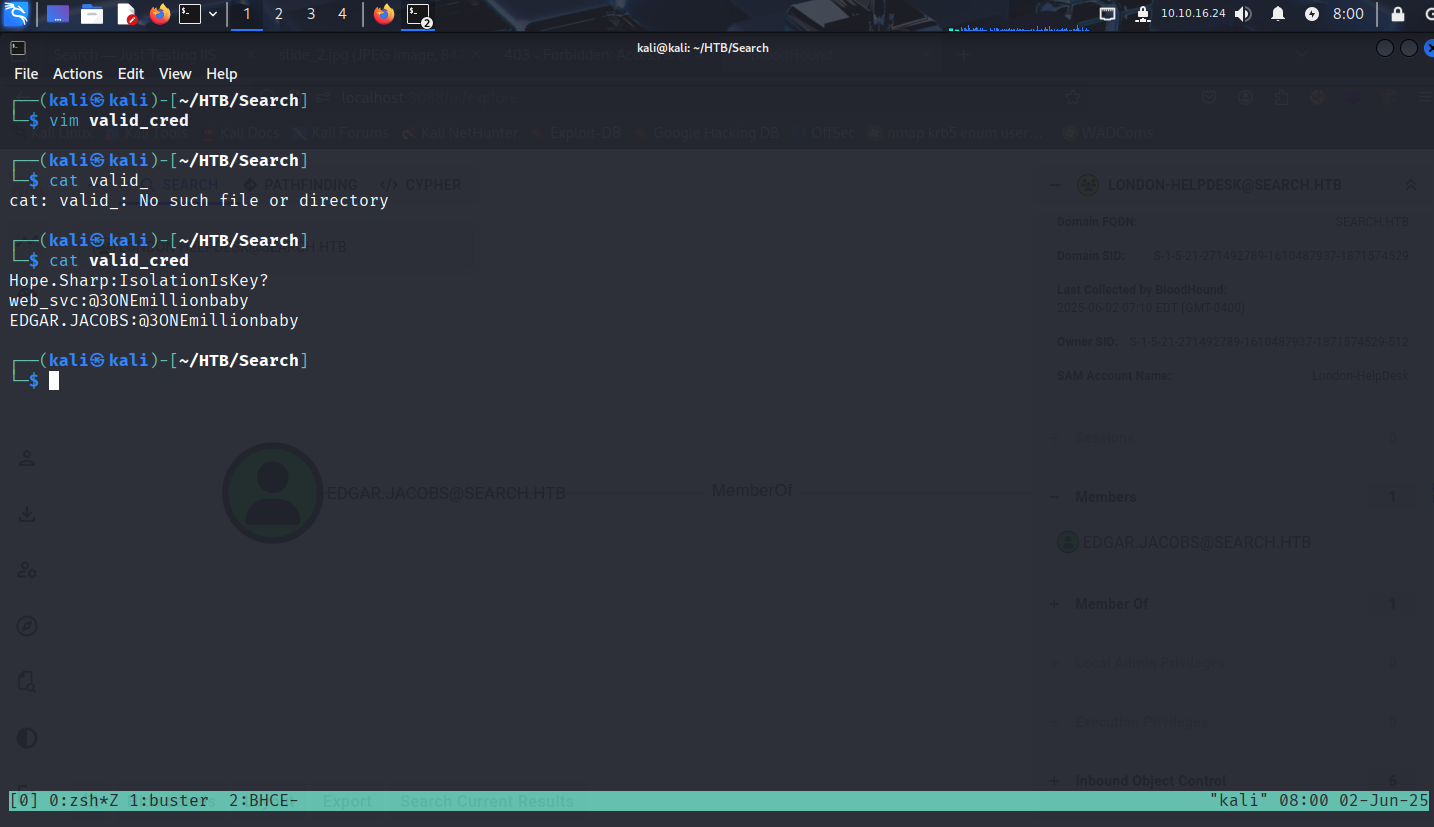 1 2 3 4 2 10.10.16.24 8:00
kali@kali: ~/HTB/Search
File Actions Edit View Help
localhost
┌──(kali㉿kali)-[~/HTB/Search]
└─$ vim valid_cred
Kali Docs Kali Forums Kali NetHunter Exploit-DB Google Hacking DB OffSec nmap krb5 enum user... WADComs
┌──(kali㉿kali)-[~/HTB/Search]
└─$ cat valid_
SEARCH PATHFINDING CYPHER
LONDON-HELPDESK@SEARCH.HTB
cat: valid_: No such file or directory
Domain FQDN: SEARCH.HTB
┌──(kali㉿kali)-[~/HTB/Search]
└─$ cat valid_cred
Domain SID: S-1-5-21-271492789-1610487937-1871574529
Hope.Sharp:IsolationIsKey?
Last Collected by BloodHound:
web_svc:@3ONEmillionbaby
2025-06-02 07:10 EDT (GMT-0400)
EDGAR.JACOBS:@3ONEmillionbaby
Owner SID: S-1-5-21-271492789-1610487937-1871574529-512
┌──(kali㉿kali)-[~/HTB/Search]
└─$
SAM Account Name: London-HelpDesk
Sessions 0
EDGAR.JACOBS@SEARCH.HTB MemberOf
Members 1
EDGAR.JACOBS@SEARCH.HTB
Member Of 1
Local Admin Privileges 0
Execution Privileges 0
Inbound Object Control 6
[0] 0:zsh*Z 1:buster 2:BHCE- "kali" 08:00 02-Jun-25
Export Search Current Results